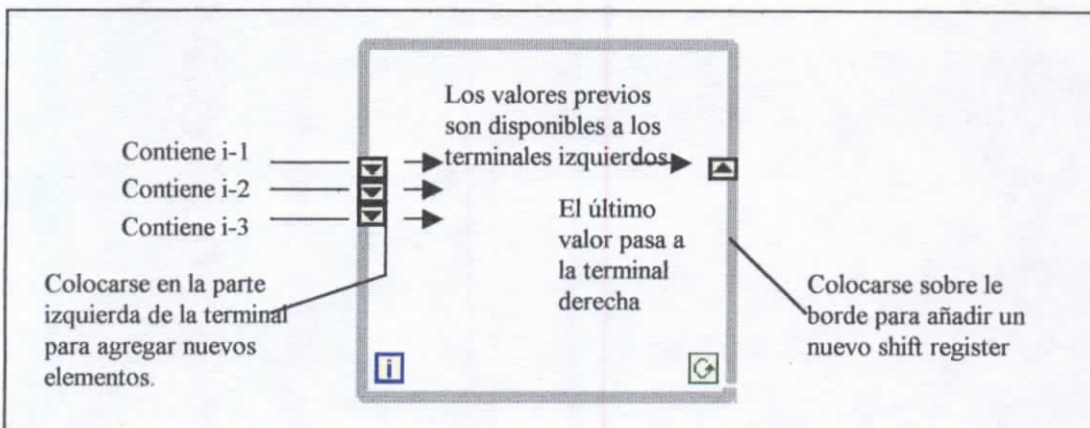 Los valores previos
son disponibles a los
terminales izquierdos
Contiene i-1
Contiene i-2
Contiene i-3
El último
valor pasa a
la terminal
derecha
Colocarse en la parte
izquierda de la terminal
para agregar nuevos
elementos.
Colocarse sobre le
borde para añadir un
nuevo shift register
i